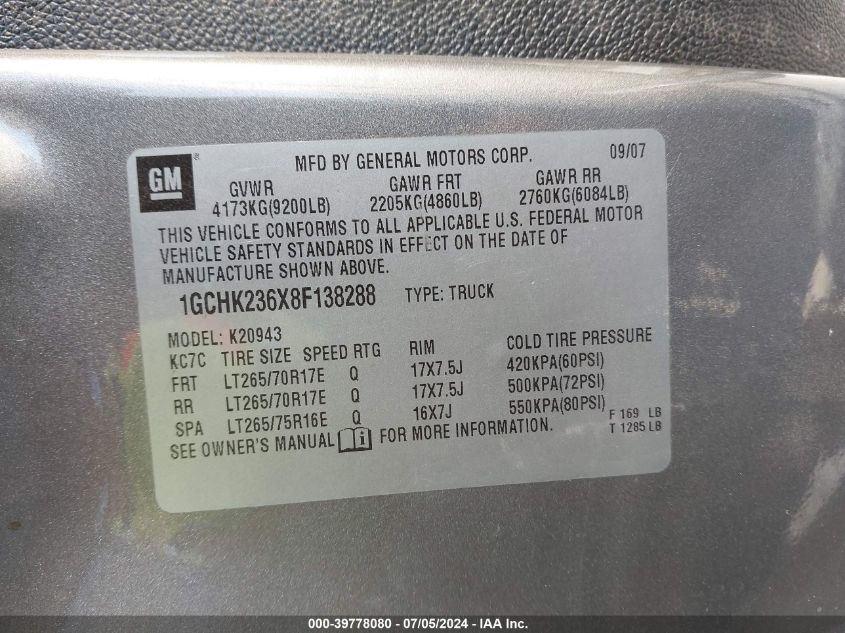 GM
MFD BY GENERAL MOTORS CORP. 09/07
GVWR GAWR FRT GAWR RR
4173KG(9200LB) 2205KG(4860LB) 2760KG(6084LB)
THIS VEHICLE CONFORMS TO ALL APPLICABLE U.S. FEDERAL MOTOR
VEHICLE SAFETY STANDARDS IN EFFECT ON THE DATE OF
MANUFACTURE SHOWN ABOVE.
1GCHK236X8F138288 TYPE: TRUCK
MODEL: K20943
KC7C TIRE SIZE SPEED RTG RIM COLD TIRE PRESSURE
FRT LT265/70R17E Q 17X7.5J 420KPA(60PSI)
RR LT265/70R17E Q 17X7.5J 500KPA(72PSI)
SPA LT265/75R16E Q 16X7J 550KPA(80PSI)
SEE OWNER'S MANUAL i FOR MORE INFORMATION. F 169 LB
T 1285 LB
000-39778080 - 07/05/2024 - IAA Inc.